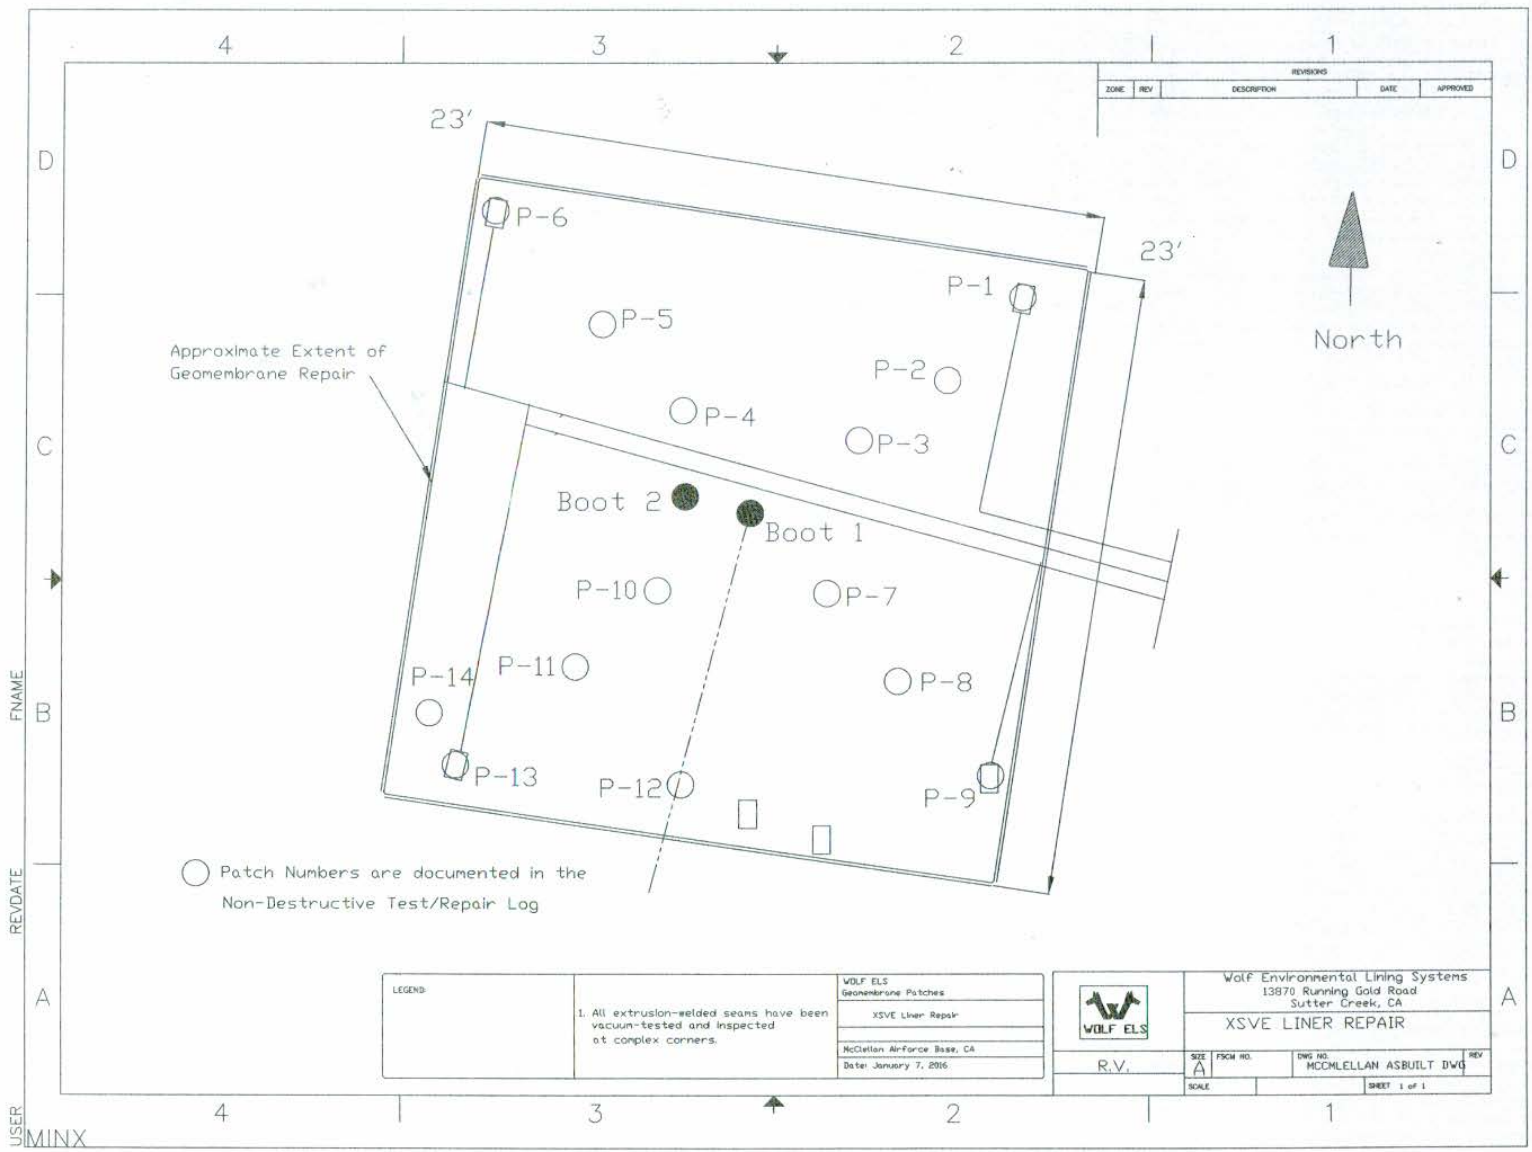 4 3 2 1
REVISIONS
ZONE REV DESCRIPTION DATE APPROVED
23'
D D
P-6
23'
P-1
P-5
North
Approximate Extent of
Geomembrane Repair
P-2
P-4
P-3
C C
Boot 2
Boot 1
P-10
P-7
P-11
P-14
P-8
FNAME
B B
P-13
P-12
P-9
REVDATE
Patch Numbers are documented in the
Non-Destructive Test/Repair Log
A A
LEGEND:
1. All extrusion-welded seams have been
vacuum-tested and inspected
at complex corners.
WOLF ELS
Geomembrane Patches
XSVE Liner Repair
McClellan Airforce Base, CA
Date: January 7, 2016
WOLF ELS
R.V.
Wolf Environmental Lining Systems
13870 Running Gold Road
Sutter Creek, CA
XSVE LINER REPAIR
SIZE FSCM NO. DWG NO. REV
A MCCMLELLAN ASBUILT DWG
SCALE SHEET 1 of 1
4 3 2 1
USER
MINX